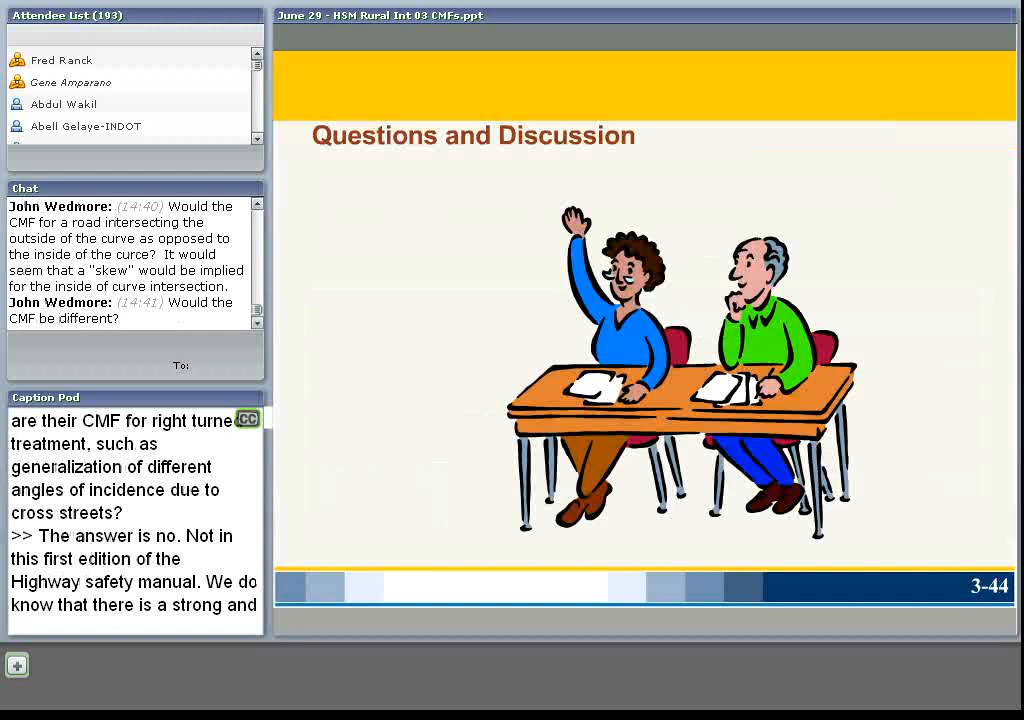 Attendee List (193)
Fred Ranck
Gene Amparano
Abdul Wakil
Abell Gelaye-INDOT
Chat
John Wedmore: (14:40) Would the
CMF for a road intersecting the
outside of the curve as opposed to
the inside of the curce? It would
seem that a "skew" would be implied
for the inside of curve intersection.
John Wedmore: (14:41) Would the
CMF be different?
To:
Caption Pod
are their CMF for right turne
CC
treatment, such as
generalization of different
angles of incidence due to
cross streets?
>> The answer is no. Not in
this first edition of the
Highway safety manual. We do
know that there is a strong and
June 29 - HSM Rural Int 03 CMFs.ppt
Questions and Discussion
3-44